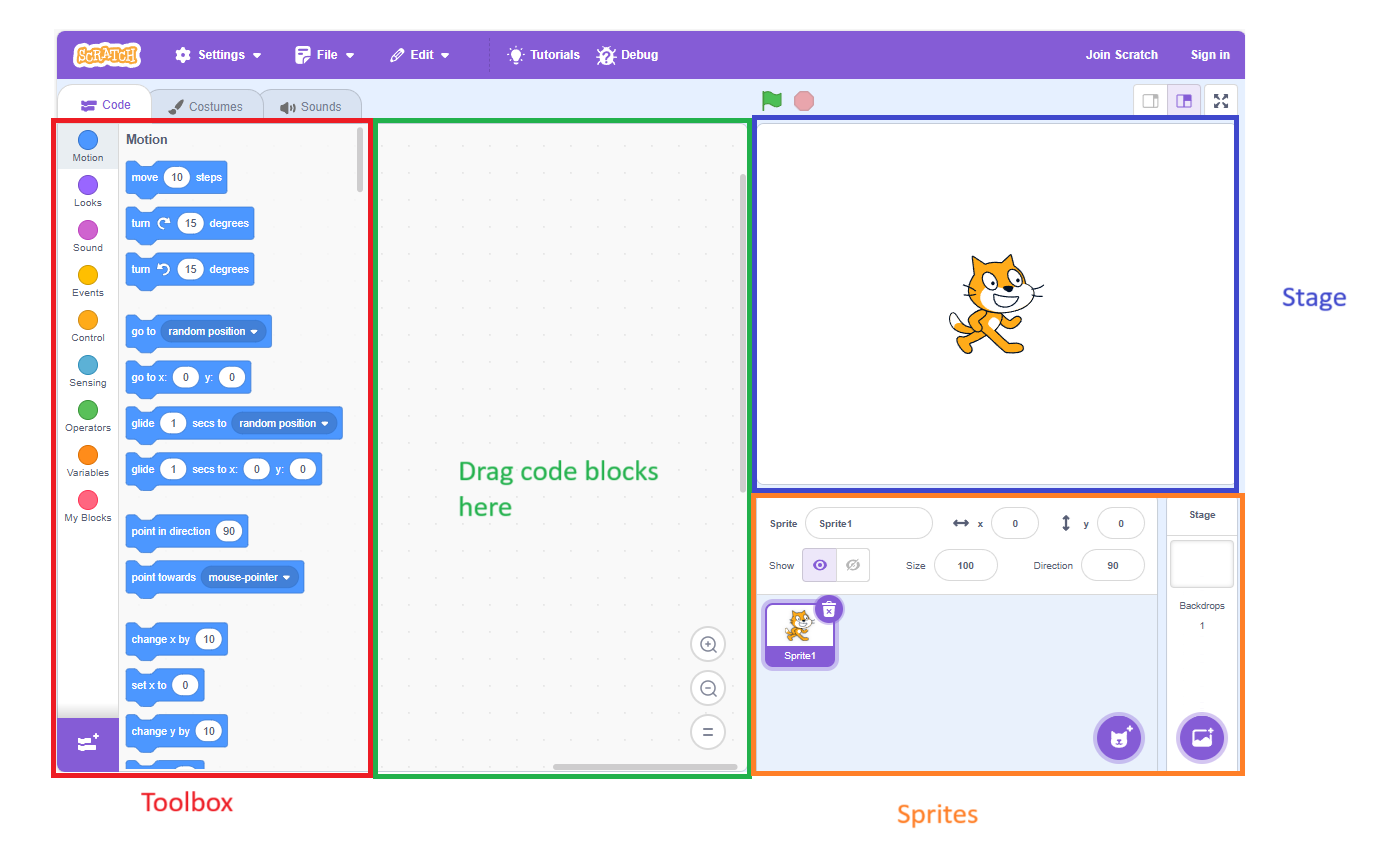 SCRATCH Settings File Edit Tutorials Debug Join Scratch Sign in
Code Costumes Sounds
Motion
Looks
Sound
Events
Control
Sensing
Operators
Variables
My Blocks
Motion
move 10 steps
turn 15 degrees
turn 15 degrees
go to random position
go to x: 0 y: 0
glide 1 secs to random position
glide 1 secs to x: 0 y: 0
point in direction 90
point towards mouse-pointer
change x by 10
set x to 0
change y by 10
Toolbox
Drag code blocks
here
Stage
Sprite Sprite1 x 0 y 0
Show Size 100 Direction 90
Sprite1
Stage
Backdrops
1
Sprites